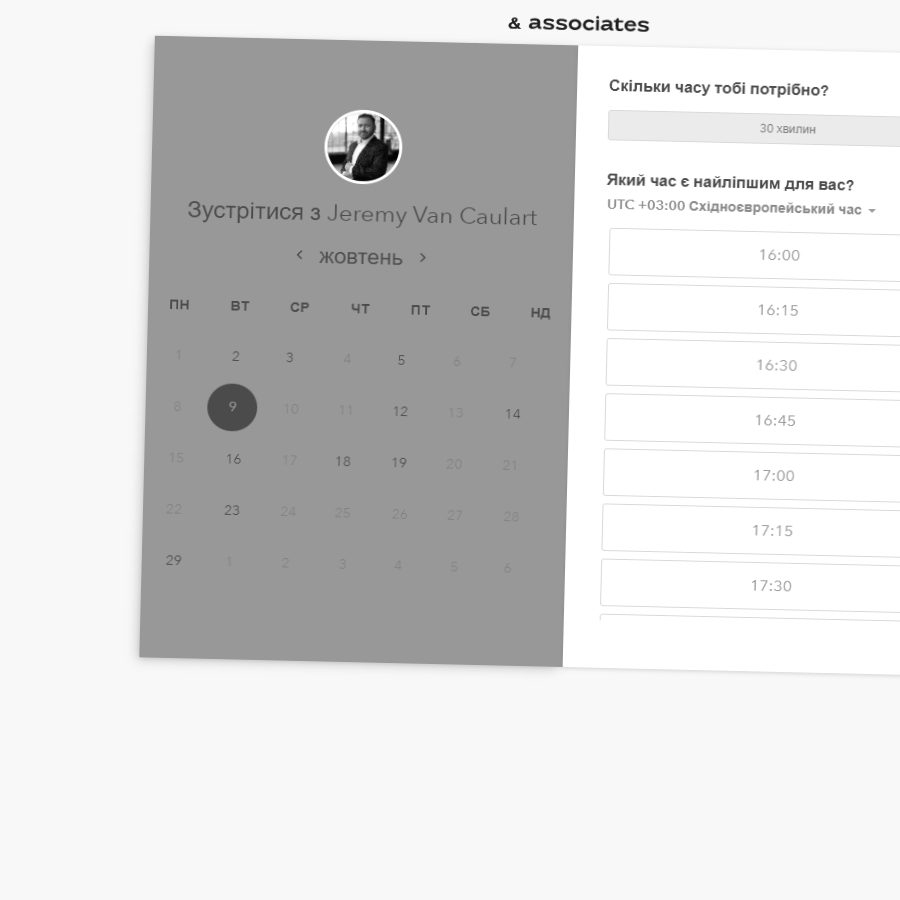 & associates
Зустрітися з Jeremy Van Caulart
жовтень
ПН ВТ СР ЧТ ПТ СБ НД
1 2 3 4 5 6 7
8 9 10 11 12 13 14
15 16 17 18 19 20 21
22 23 24 25 26 27 28
29 1 2 3 4 5 6
Скільки часу тобі потрібно?
30 хвилин
Який час є найліпшим для вас?
UTC +03:00 Східноєвропейський час
16:00
16:15
16:30
16:45
17:00
17:15
17:30